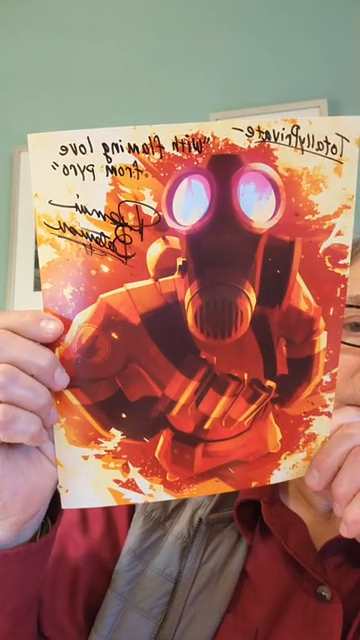 TotallyPrivate-
"with flaming love
from pyro"
Dennis
Bateman